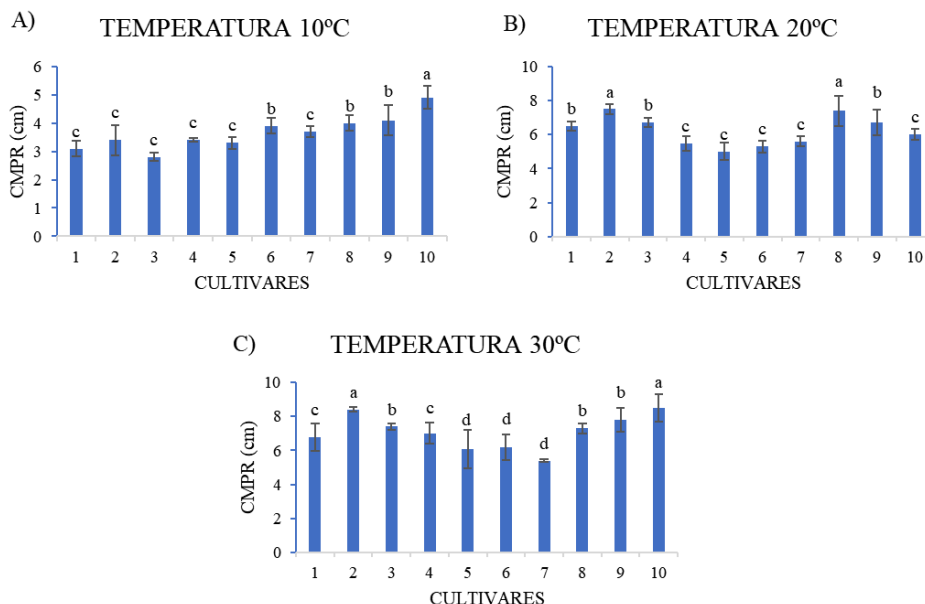 A) TEMPERATURA 10ºC
CMPR (cm)
6
5
4
3
2
1
0
c c c c c b c b b a
1 2 3 4 5 6 7 8 9 10
CULTIVARES
B) TEMPERATURA 20ºC
CMPR (cm)
10
8
6
4
2
0
b a b c c c c a b c
1 2 3 4 5 6 7 8 9 10
CULTIVARES
C) TEMPERATURA 30ºC
CMPR (cm)
10
8
6
4
2
0
c a b c d d d b b a
1 2 3 4 5 6 7 8 9 10
CULTIVARES